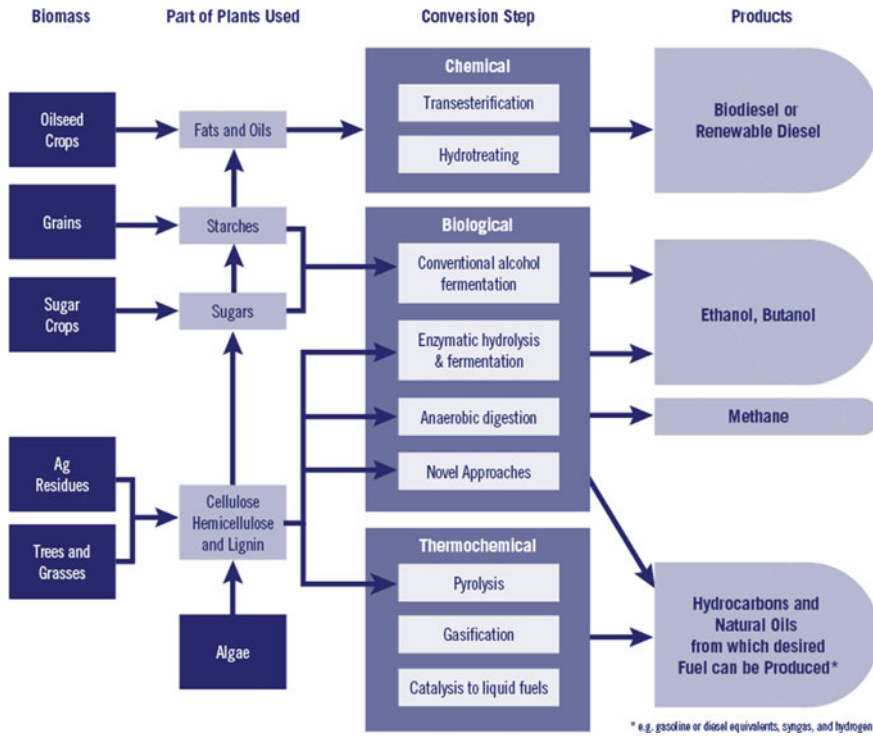 Biomass
Part of Plants Used
Conversion Step
Products
Oilseed
Crops
Fats and Oils
Chemical
Transesterification
Hydrotreating
Biodiesel or
Renewable Diesel
Grains
Starches
Sugar
Crops
Sugars
Biological
Conventional alcohol
fermentation
Enzymatic hydrolysis
& fermentation
Anaerobic digestion
Novel Approaches
Ethanol, Butanol
Methane
Ag
Residues
Trees and
Grasses
Cellulose
Hemicellulose
and Lignin
Algae
Thermochemical
Pyrolysis
Gasification
Catalysis to liquid fuels
Hydrocarbons and
Natural Oils
from which desired
Fuel can be Produced*
* e.g. gasoline or diesel equivalents, syngas, and hydrogen